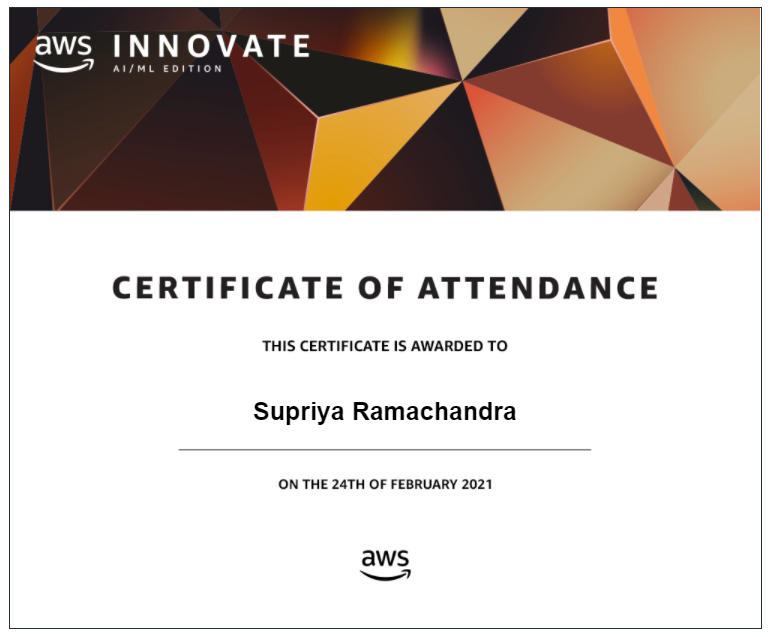 aws INNOVATE
AI/ML EDITION
CERTIFICATE OF ATTENDANCE
THIS CERTIFICATE IS AWARDED TO
Supriya Ramachandra
ON THE 24TH OF FEBRUARY 2021
aws